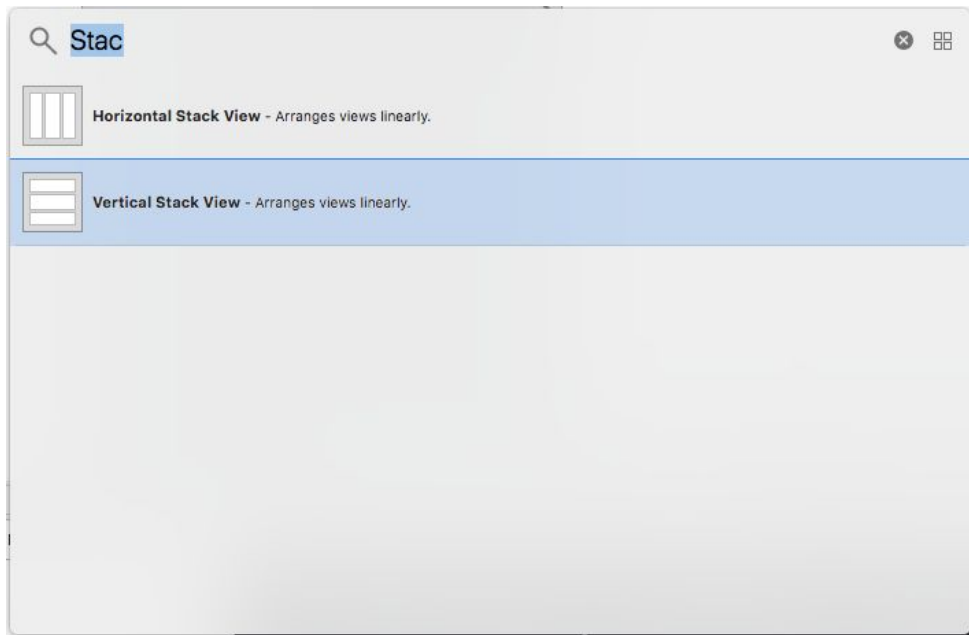 Stac
Horizontal Stack View - Arranges views linearly.
Vertical Stack View - Arranges views linearly.